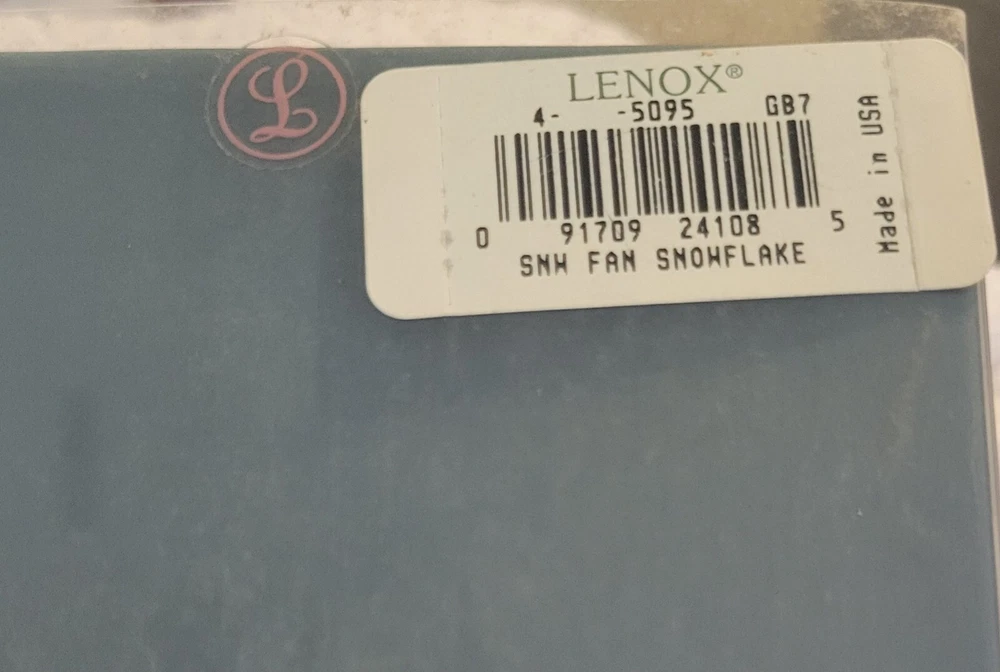 L
LENOX®
4- -5095 GB7
0 91709 24108 5
SNW FAN SNOWFLAKE
Made in USA